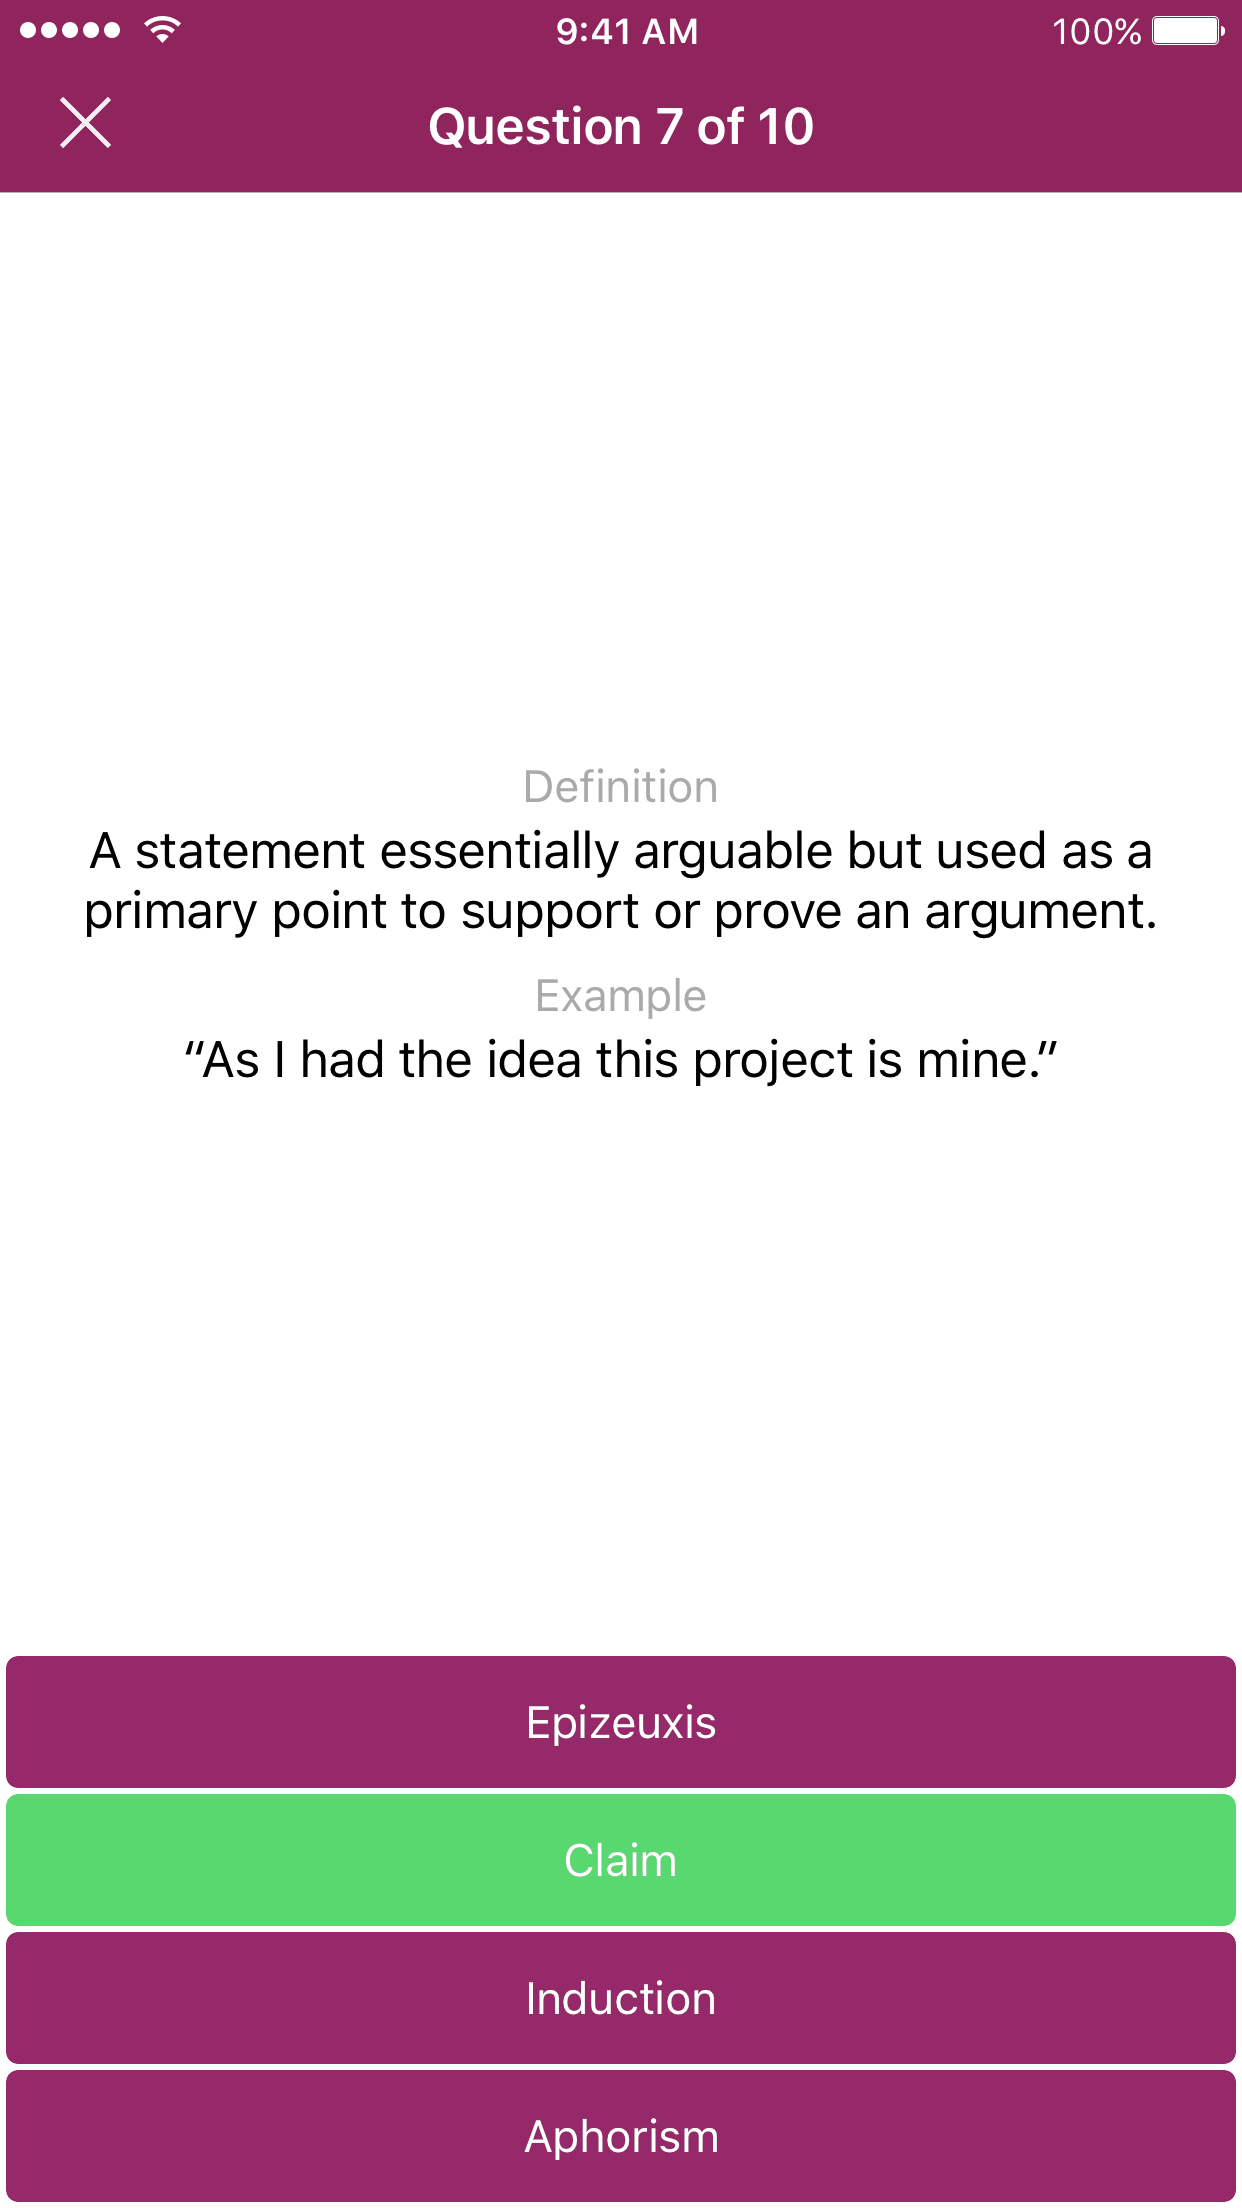 9:41 AM
100%
Question 7 of 10
Definition
A statement essentially arguable but used as a
primary point to support or prove an argument.
Example
“As I had the idea this project is mine.”
Epizeuxis
Claim
Induction
Aphorism